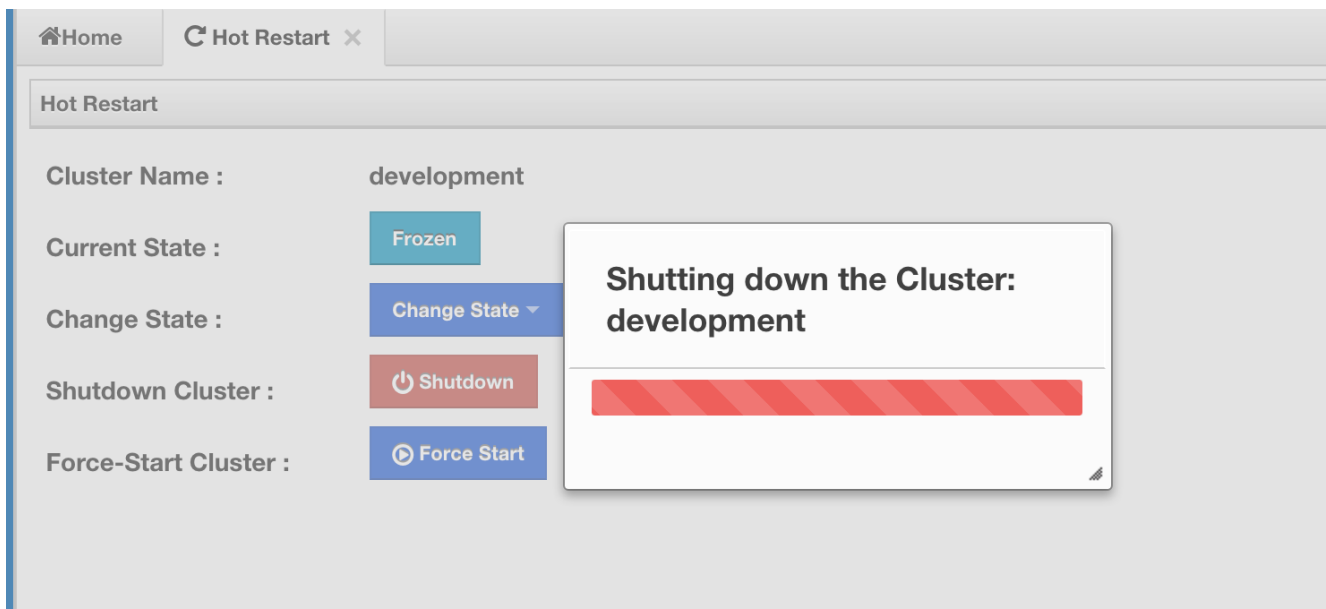 Home
Hot Restart
Hot Restart
Cluster Name : development
Current State : Frozen
Change State : Change State
Shutdown Cluster : Shutdown
Force-Start Cluster : Force Start
Shutting down the Cluster:
development